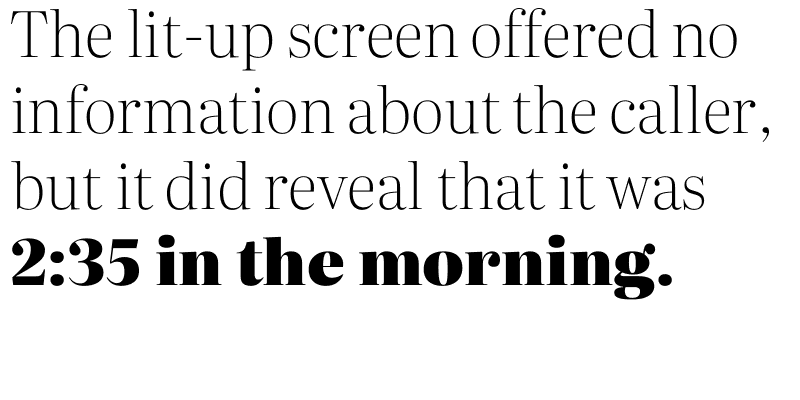 The lit-up screen offered no
information about the caller,
but it did reveal that it was
2:35 in the morning.